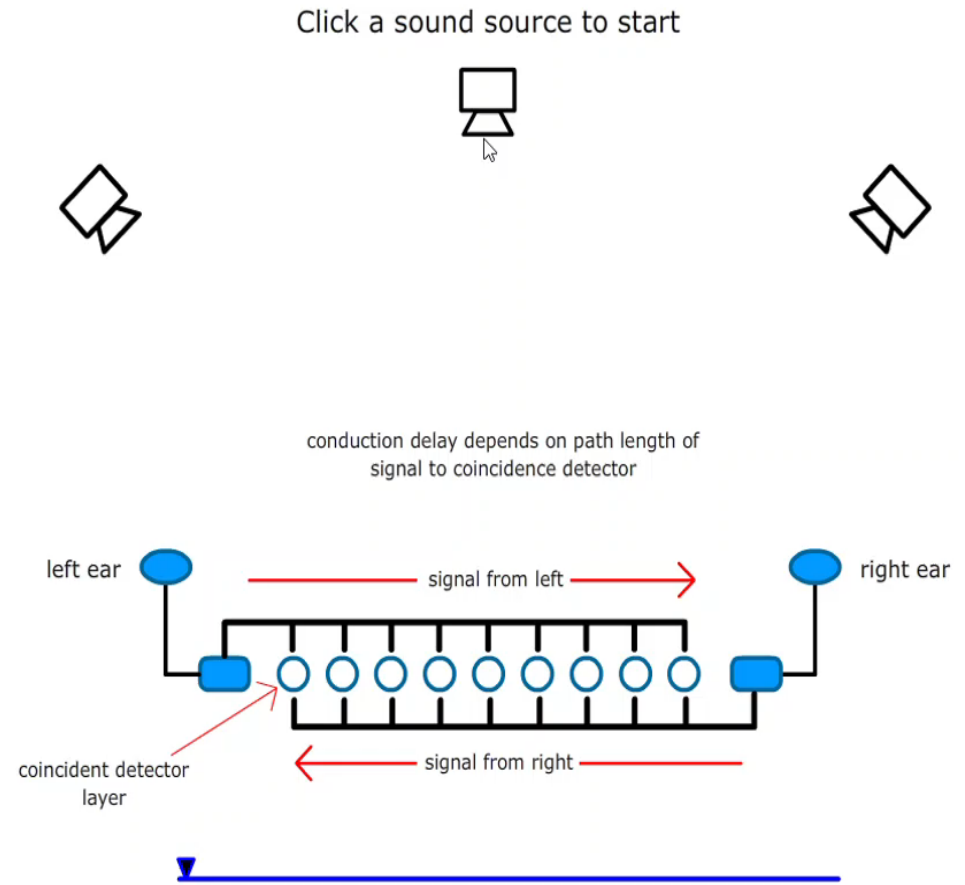 Click a sound source to start
conduction delay depends on path length of
signal to coincidence detector
left ear
right ear
signal from left
signal from right
coincident detector
layer